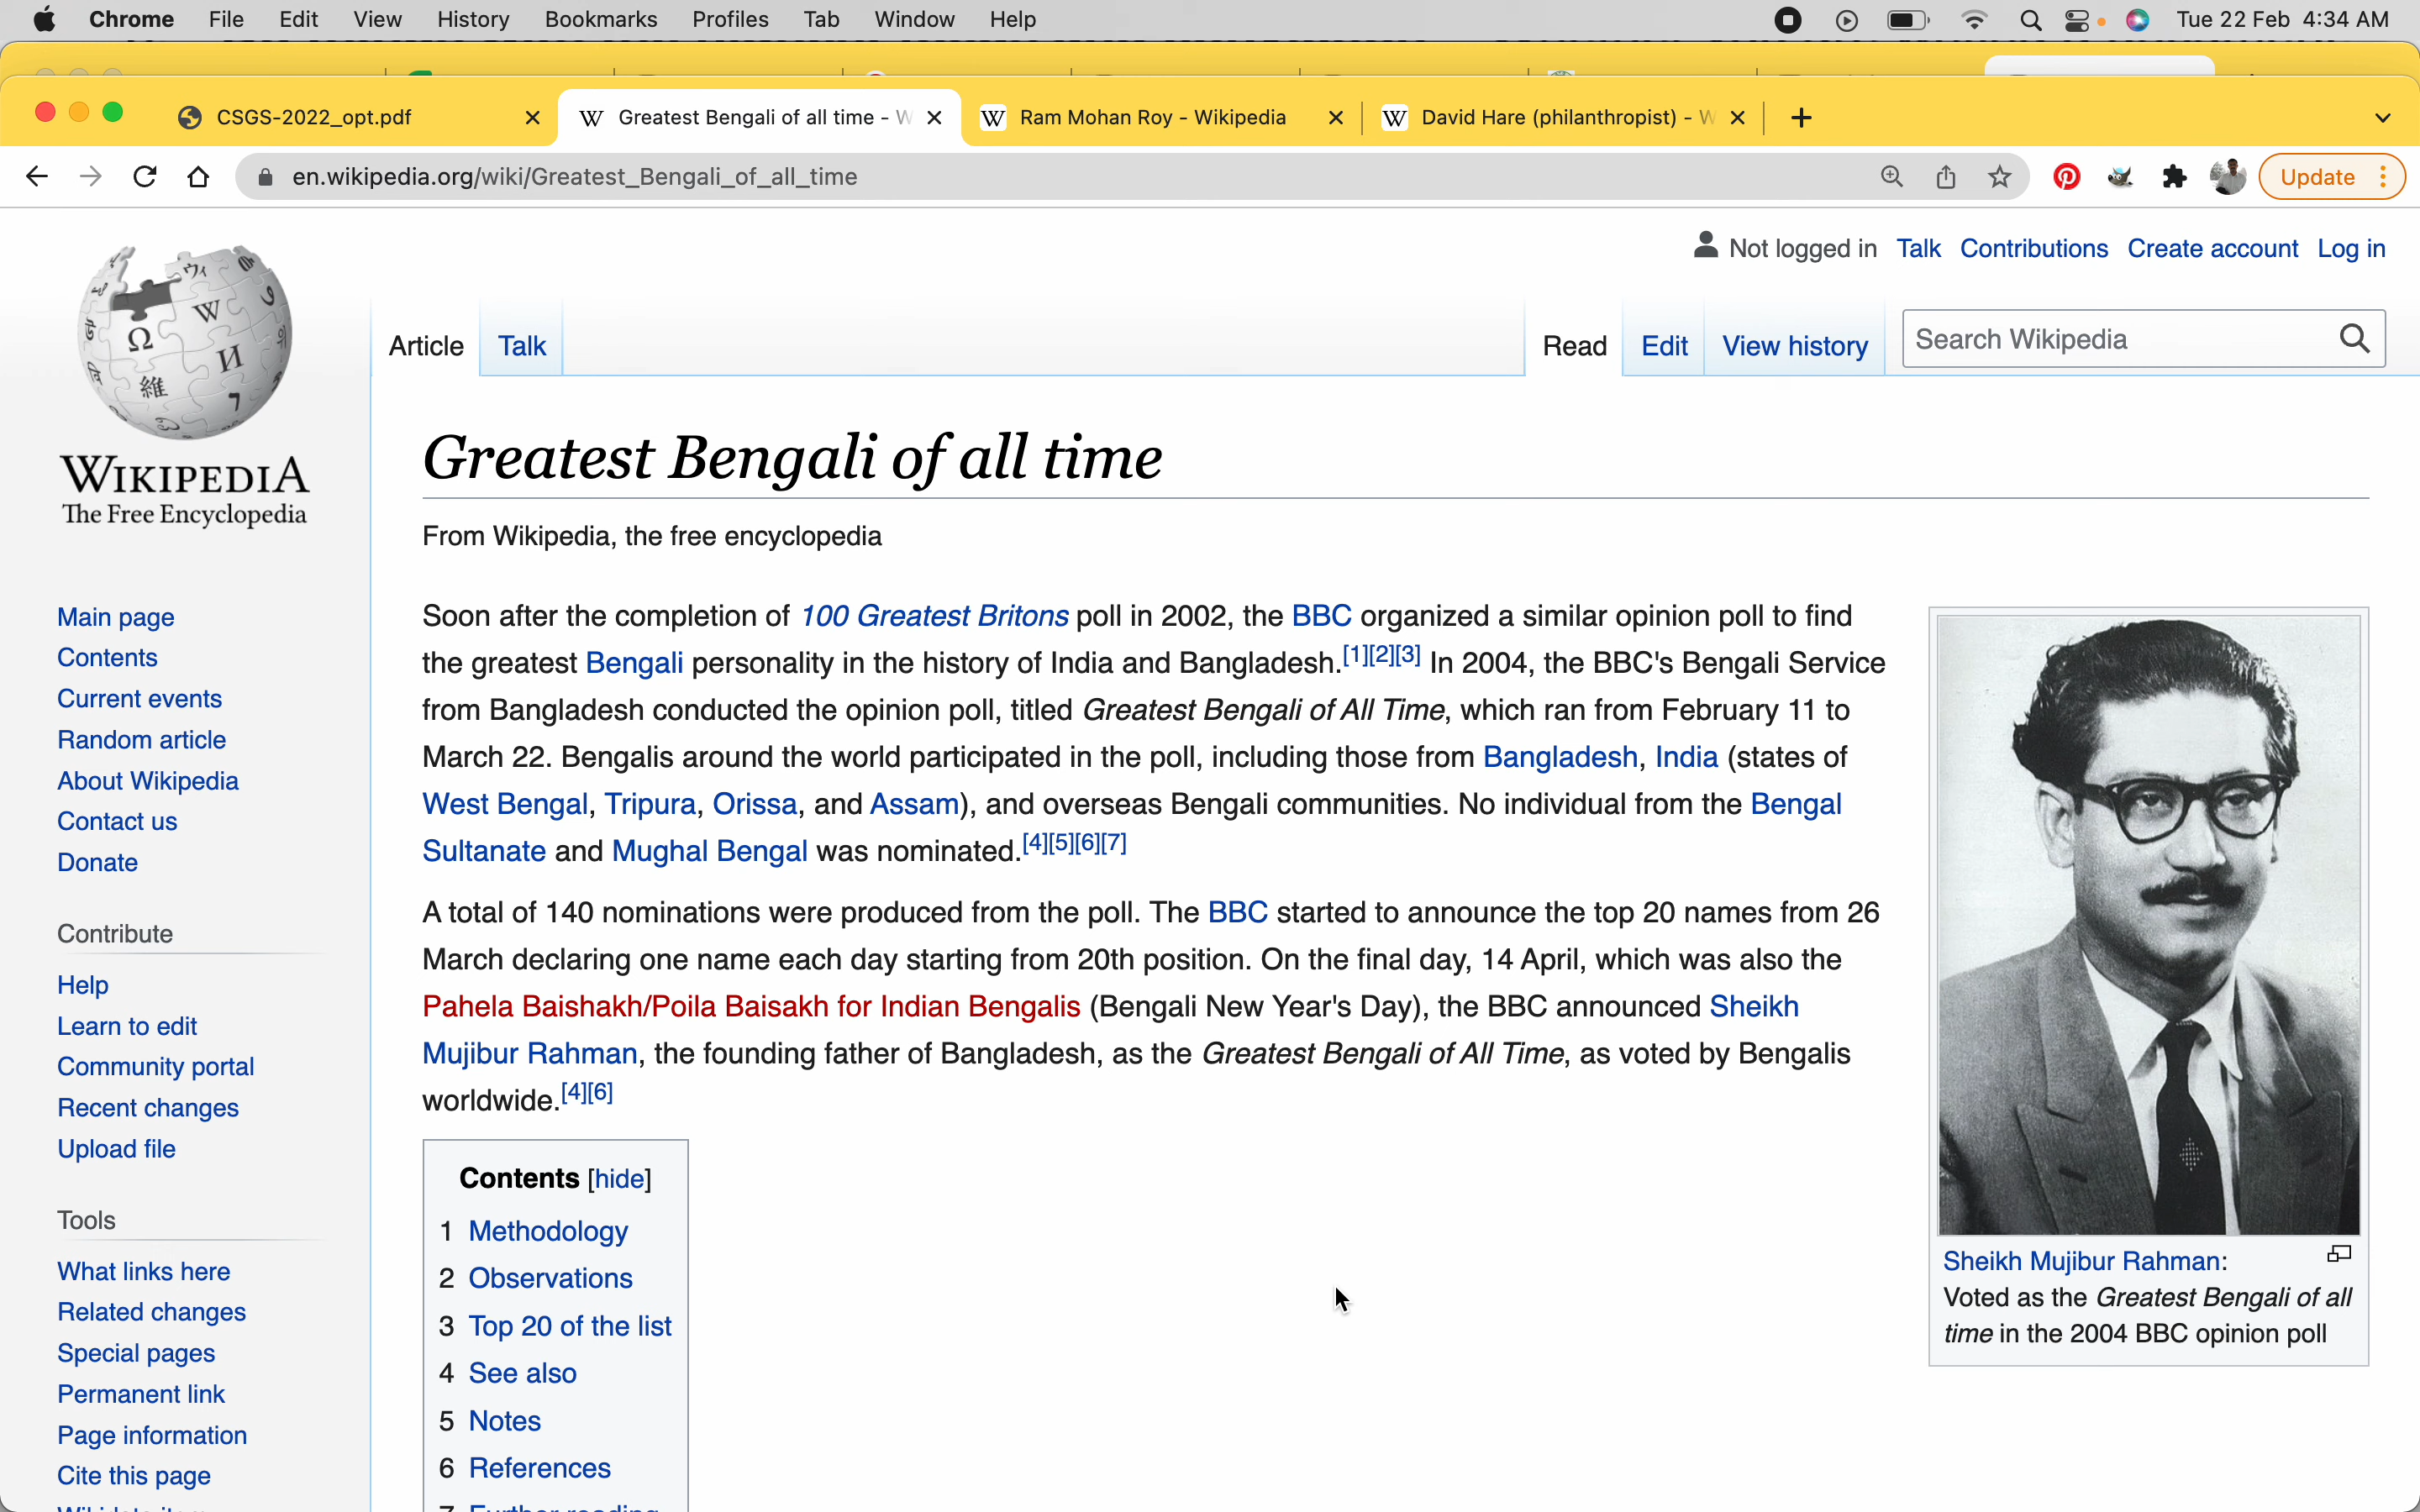 Chrome File Edit View History Bookmarks Profiles Tab Window Help Tue 22 Feb 4:34 AM
CSGS-2022_opt.pdf
W Greatest Bengali of all time - W
W Ram Mohan Roy - Wikipedia
W David Hare (philanthropist) - W
en.wikipedia.org/wiki/Greatest_Bengali_of_all_time
Update
Not logged in Talk Contributions Create account Log in
Ω W И 維 ウィ
WIKIPEDIA
The Free Encyclopedia
Article Talk
Read Edit View history
Search Wikipedia
Main page
Contents
Current events
Random article
About Wikipedia
Contact us
Donate
Contribute
Help
Learn to edit
Community portal
Recent changes
Upload file
Tools
What links here
Related changes
Special pages
Permanent link
Page information
Cite this page
Greatest Bengali of all time
From Wikipedia, the free encyclopedia
Soon after the completion of 100 Greatest Britons poll in 2002, the BBC organized a similar opinion poll to find
the greatest Bengali personality in the history of India and Bangladesh.[1][2][3] In 2004, the BBC's Bengali Service
from Bangladesh conducted the opinion poll, titled Greatest Bengali of All Time, which ran from February 11 to
March 22. Bengalis around the world participated in the poll, including those from Bangladesh, India (states of
West Bengal, Tripura, Orissa, and Assam), and overseas Bengali communities. No individual from the Bengal
Sultanate and Mughal Bengal was nominated.[4][5][6][7]
A total of 140 nominations were produced from the poll. The BBC started to announce the top 20 names from 26
March declaring one name each day starting from 20th position. On the final day, 14 April, which was also the
Pahela Baishakh/Poila Baisakh for Indian Bengalis (Bengali New Year's Day), the BBC announced Sheikh
Mujibur Rahman, the founding father of Bangladesh, as the Greatest Bengali of All Time, as voted by Bengalis
worldwide.[4][6]
Contents [hide]
1 Methodology
2 Observations
3 Top 20 of the list
4 See also
5 Notes
6 References
Sheikh Mujibur Rahman:
Voted as the Greatest Bengali of all
time in the 2004 BBC opinion poll